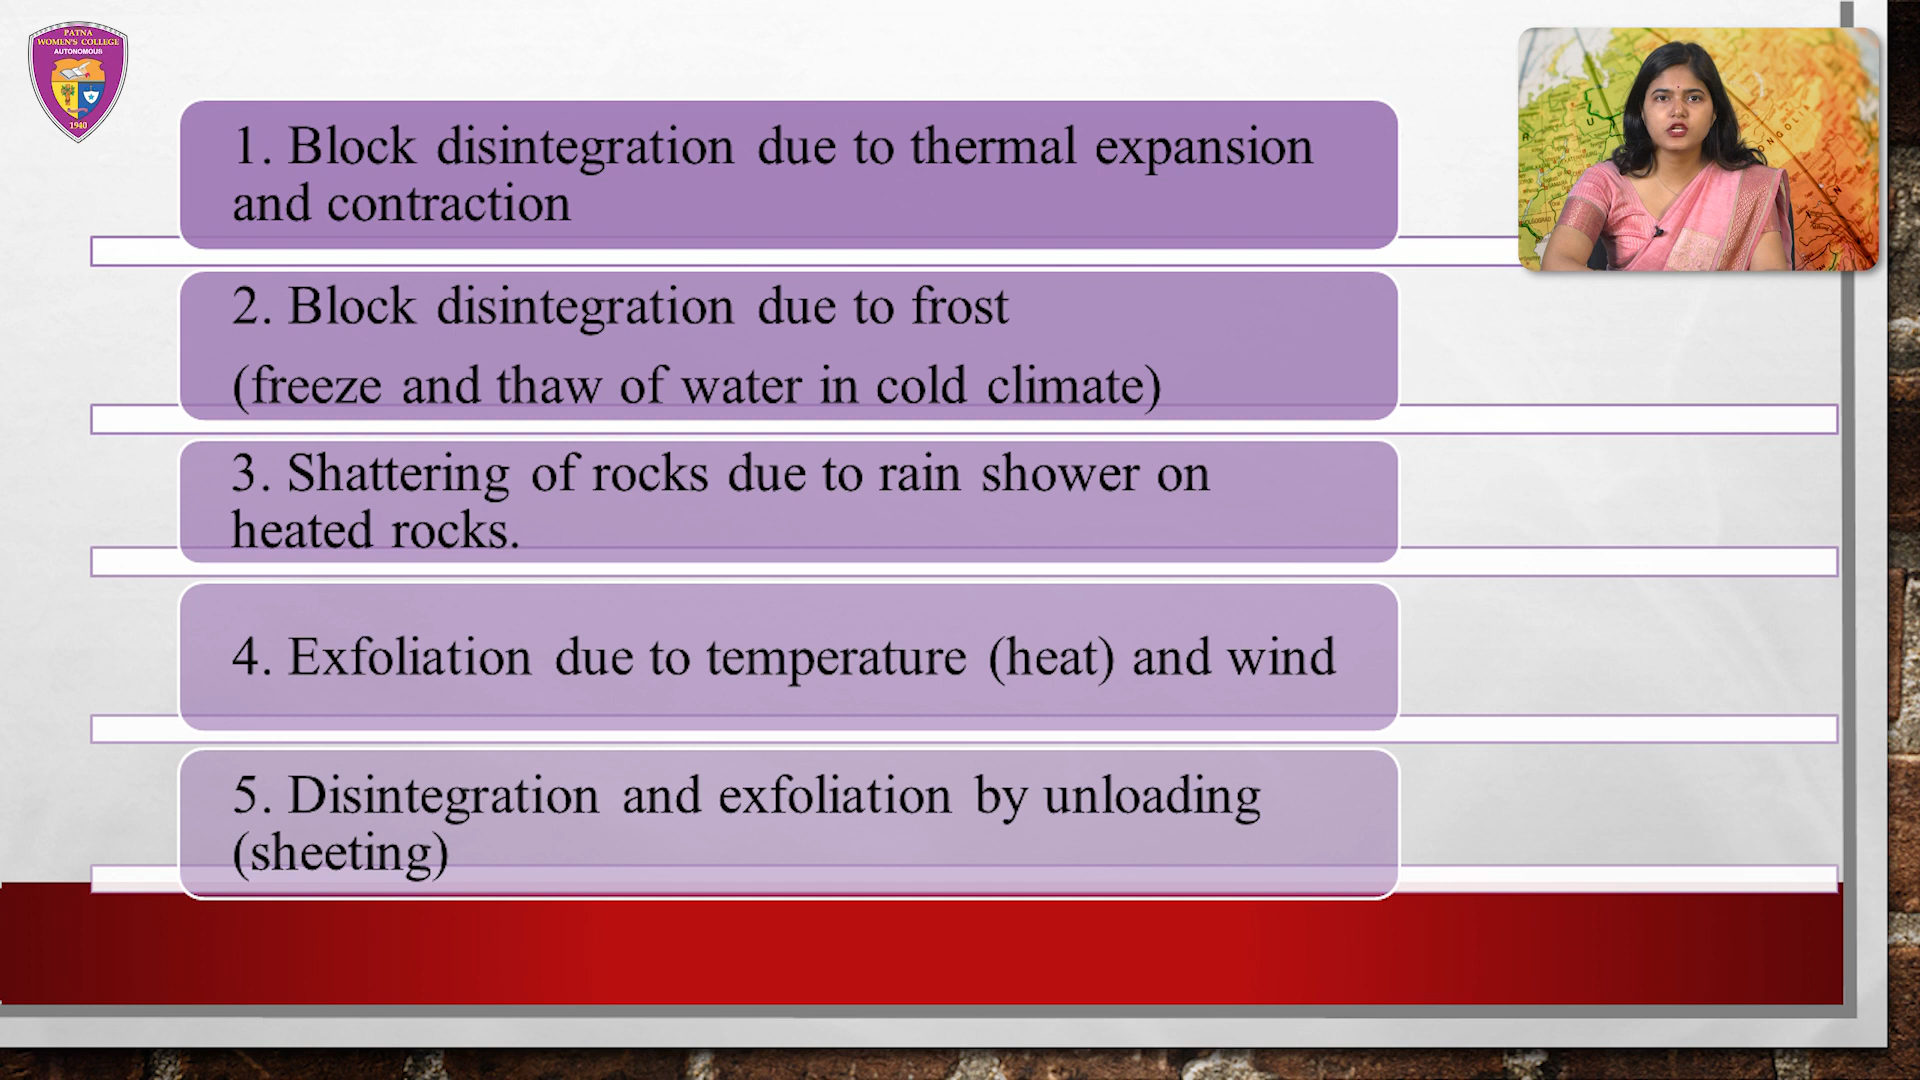 PATNA
WOMEN'S COLLEGE
AUTONOMOUS
1940
1. Block disintegration due to thermal expansion
and contraction
2. Block disintegration due to frost
(freeze and thaw of water in cold climate)
3. Shattering of rocks due to rain shower on
heated rocks.
4. Exfoliation due to temperature (heat) and wind
5. Disintegration and exfoliation by unloading
(sheeting)